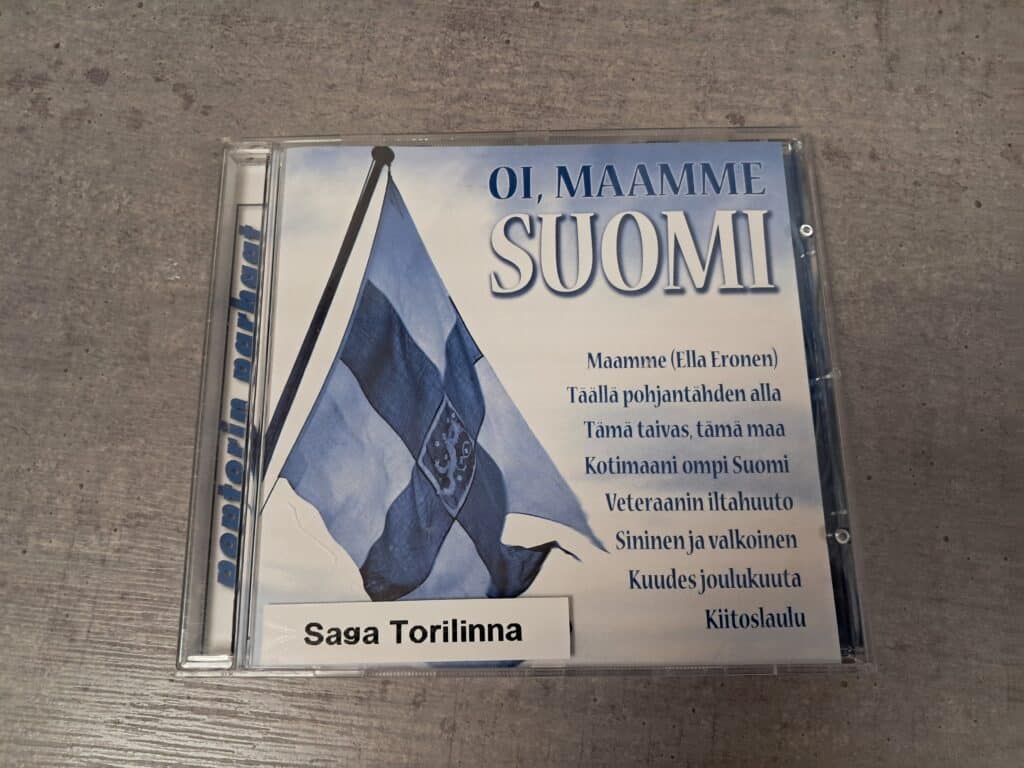 OI, MAAMME
SUOMI
Maamme (Ella Eronen)
Täällä pohjantähden alla
Tämä taivas, tämä maa
Kotimaani ompi Suomi
Veteraanin iltahuuto
Sininen ja valkoinen
Kuudes joulukuuta
Kiitoslaulu
Saga Torilinna
ponterin parhaat